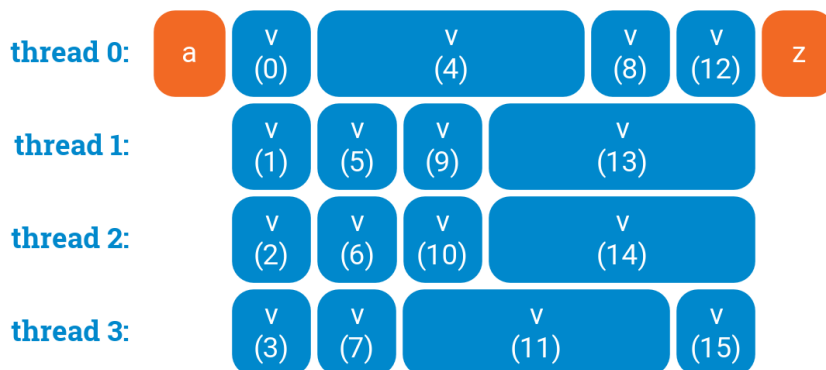 thread 0: a v (0) v (4) v (8) v (12) z
thread 1: v (1) v (5) v (9) v (13)
thread 2: v (2) v (6) v (10) v (14)
thread 3: v (3) v (7) v (11) v (15)